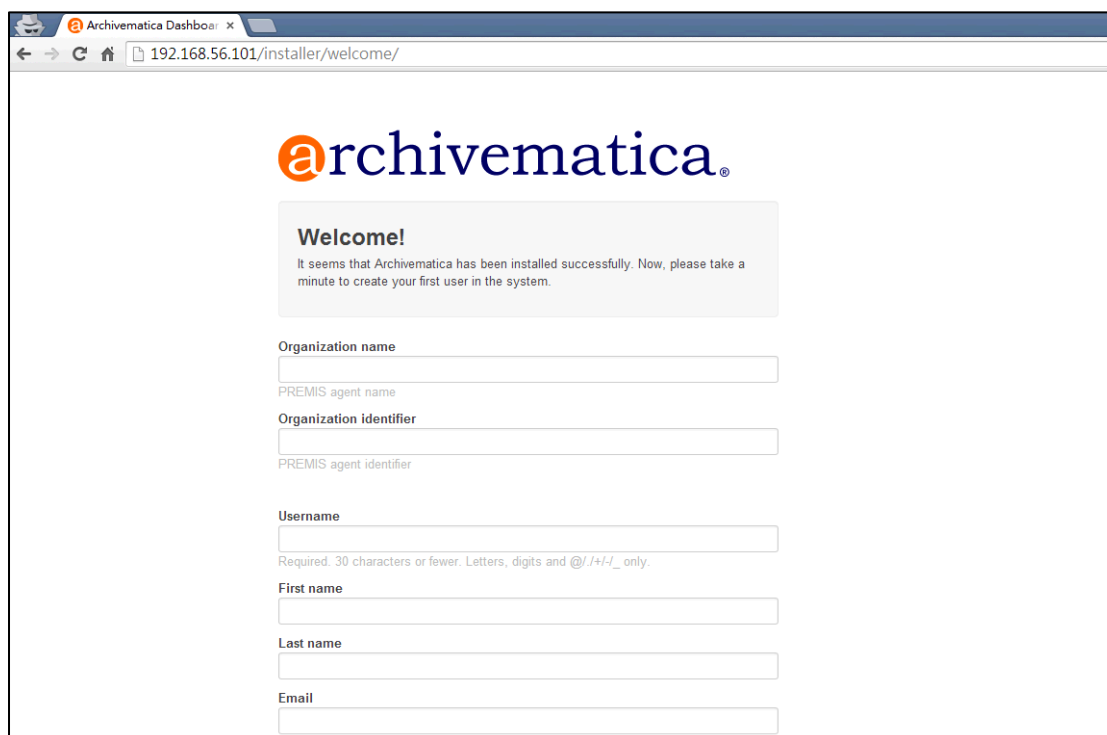 Archivematica Dashboar
192.168.56.101/installer/welcome/
archivematica®
Welcome!
It seems that Archivematica has been installed successfully. Now, please take a
minute to create your first user in the system.
Organization name
PREMIS agent name
Organization identifier
PREMIS agent identifier
Username
Required. 30 characters or fewer. Letters, digits and @/./+/-/_ only.
First name
Last name
Email